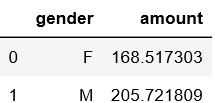 gender amount
0 F 168.517303
1 M 205.721809